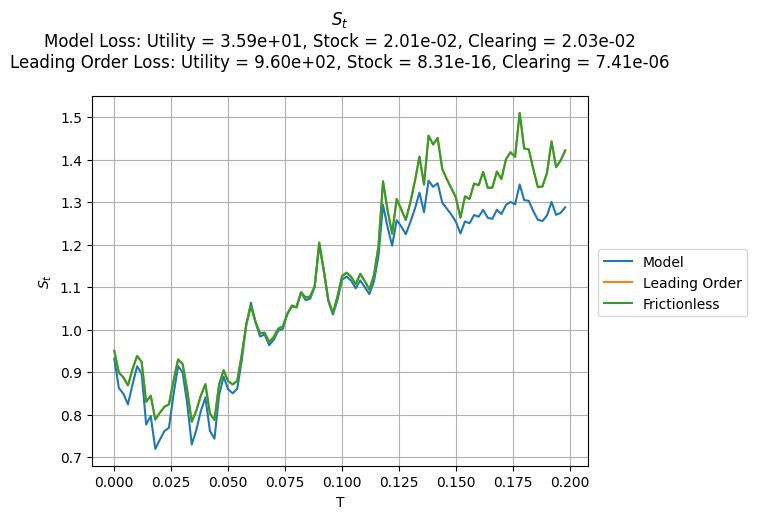 S_t
Model Loss: Utility = 3.59e+01, Stock = 2.01e-02, Clearing = 2.03e-02
Leading Order Loss: Utility = 9.60e+02, Stock = 8.31e-16, Clearing = 7.41e-06
1.5
1.4
1.3
1.2
1.1
1.0
0.9
0.8
0.7
S_t
0.000 0.025 0.050 0.075 0.100 0.125 0.150 0.175 0.200
T
Model
Leading Order
Frictionless